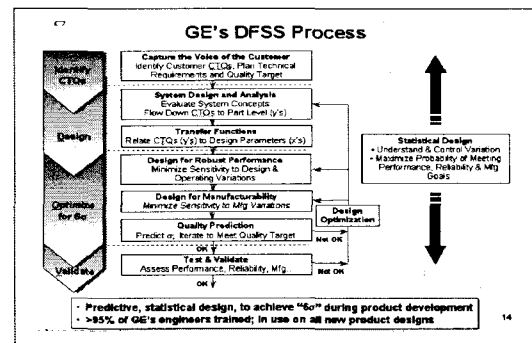 GE's DFSS Process
Identify
CTQs
Design
Optimize
for 6σ
Validate
Capture the Voice of the Customer
Identify Customer CTQs, Plan Technical
Requirements and Quality Target
System Design and Analysis
Evaluate System Concepts
Flow Down CTQs to Part Level (y's)
Transfer Functions
Relate CTQs (y's) to Design Parameters (x's)
Design for Robust Performance
Minimize Sensitivity to Design &
Operating Variations
Design for Manufacturability
Minimize Sensitivity to Mfg Variations
Quality Prediction
Predict σ, Iterate to Meet Quality Target
OK
Not OK
Test & Validate
Assess Performance, Reliability, Mfg..
OK
Not OK
Design
Optimization
Statistical Design
• Understand & Control Variation
• Maximize Probability of Meeting
Performance, Reliability & Mfg
Goals
• Predictive, statistical design, to achieve "6σ" during product development
• >95% of GE's engineers trained; in use on all new product designs
14